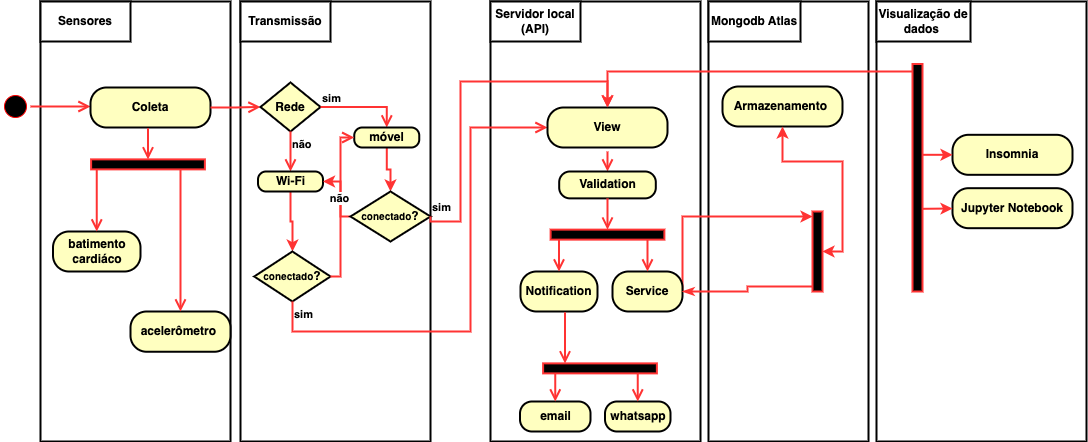 Sensores
Transmissão
Servidor local
(API)
Mongodb Atlas
Visualização de
dados
Coleta
batimento
cardiáco
acelerômetro
Rede
sim
não
móvel
Wi-Fi
não
conectado?
sim
conectado?
sim
View
Validation
Notification
Service
email
whatsapp
Armazenamento
Insomnia
Jupyter Notebook